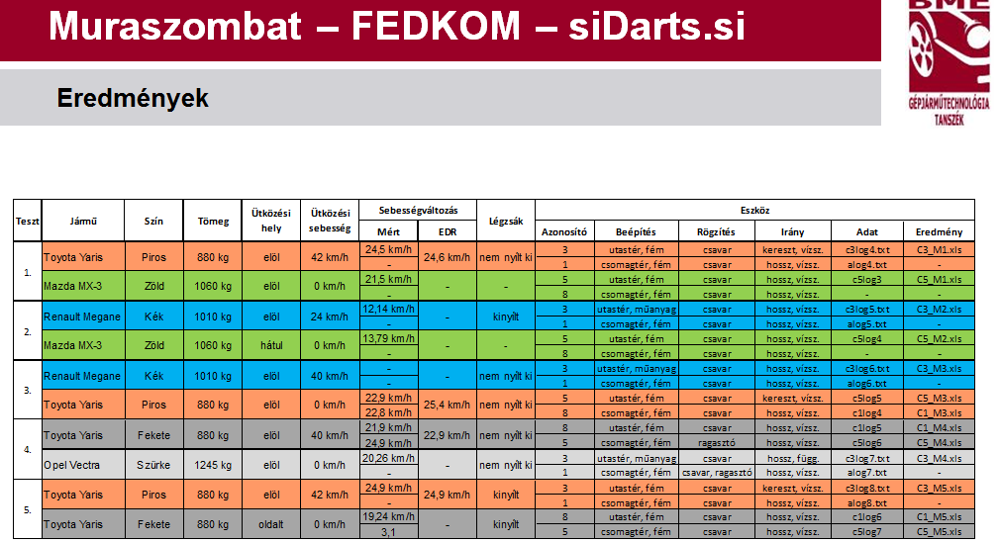 Muraszombat – FEDKOM – siDarts.si
BME
GÉPJÁRMŰTECHNOLÓGIA
TANSZÉK
Eredmények
Teszt Jármű Szín Tömeg Ütközési hely Ütközési sebesség Sebességváltozás Légzsák Eszköz
Mért EDR Azonosító Beépítés Rögzítés Irány Adat Eredmény
1. Toyota Yaris Piros 880 kg elöl 42 km/h 24,5 km/h 24,6 km/h nem nyílt ki 3 utastér, fém csavar kereszt, vízsz. c3log4.txt C3_M1.xls
- 1 csomagtér, fém csavar hossz, vízsz. alog4.txt -
Mazda MX-3 Zöld 1060 kg elöl 0 km/h 21,5 km/h - - 5 utastér, fém csavar hossz, vízsz. c5log3 C5_M1.xls
- 8 csomagtér, fém csavar hossz, vízsz. - -
2. Renault Megane Kék 1010 kg elöl 24 km/h 12,14 km/h - kinyílt 3 utastér, műanyag csavar hossz, vízsz. c3log5.txt C3_M2.xls
- 1 csomagtér, fém csavar hossz, vízsz. alog5.txt -
Mazda MX-3 Zöld 1060 kg hátul 0 km/h 13,79 km/h - - 5 utastér, fém csavar hossz, vízsz. c5log4 C5_M2.xls
- 8 csomagtér, fém csavar hossz, vízsz. - -
3. Renault Megane Kék 1010 kg elöl 40 km/h - - nem nyílt ki 3 utastér, műanyag csavar hossz, vízsz. c3log6.txt C3_M3.xls
- 1 csomagtér, fém csavar hossz, vízsz. alog6.txt -
Toyota Yaris Piros 880 kg elöl 0 km/h 22,9 km/h 25,4 km/h nem nyílt ki 5 utastér, fém csavar kereszt, vízsz. c5log5 C5_M3.xls
22,8 km/h 8 csomagtér, fém csavar hossz, vízsz. c1log4 C1_M3.xls
4. Toyota Yaris Fekete 880 kg elöl 40 km/h 21,9 km/h 22,9 km/h nem nyílt ki 8 utastér, fém csavar hossz, vízsz. c1log5 C1_M4.xls
24,9 km/h 5 csomagtér, fém ragasztó hossz, vízsz. c5log6 C5_M4.xls
Opel Vectra Szürke 1245 kg elöl 0 km/h 20,26 km/h - nem nyílt ki 3 utastér, műanyag csavar hossz, függ. c3log7.txt C3_M4.xls
1 csomagtér, fém csavar, ragasztó hossz, vízsz. alog7.txt -
5. Toyota Yaris Piros 880 kg elöl 42 km/h 24,9 km/h 24,9 km/h kinyílt 3 utastér, fém csavar kereszt, vízsz. c3log8.txt C3_M5.xls
- 1 csomagtér, fém csavar hossz, vízsz. alog8.txt -
Toyota Yaris Fekete 880 kg oldalt 0 km/h 19,24 km/h - kinyílt 8 utastér, fém csavar hossz, vízsz. c1log6 C1_M5.xls
3,1 5 csomagtér, fém csavar hossz, vízsz. c5log7 C5_M5.xls